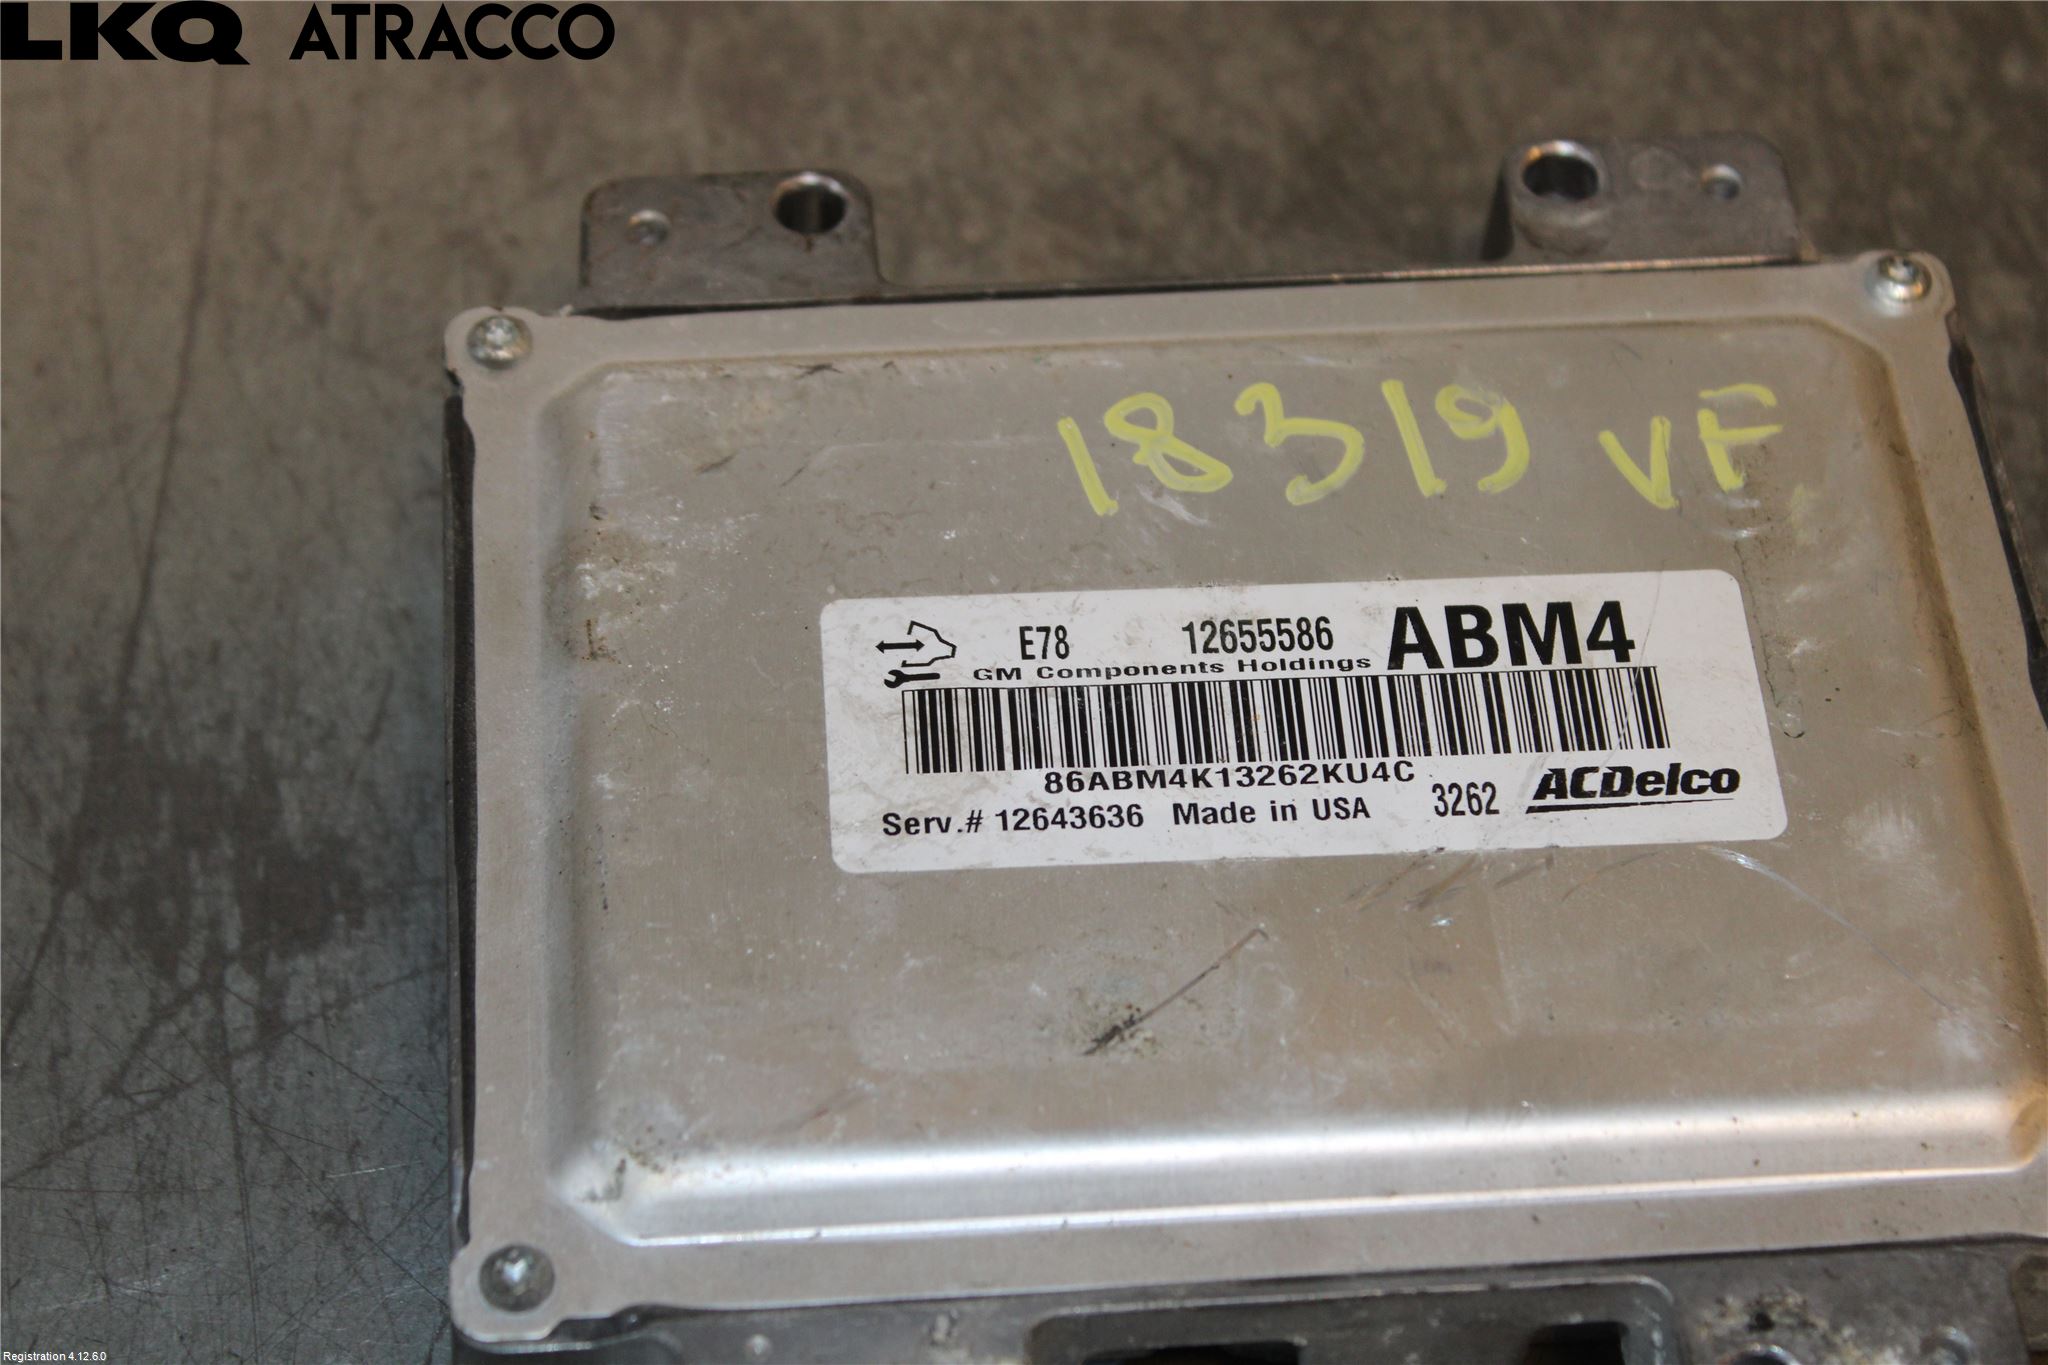 LKQ ATRACCO
18319 VF
E78 12655586 ABM4
GM Components Holdings
86ABM4K13262KU4C
Serv.# 12643636 Made in USA 3262 ACDelco
Registration 4.12.6.0